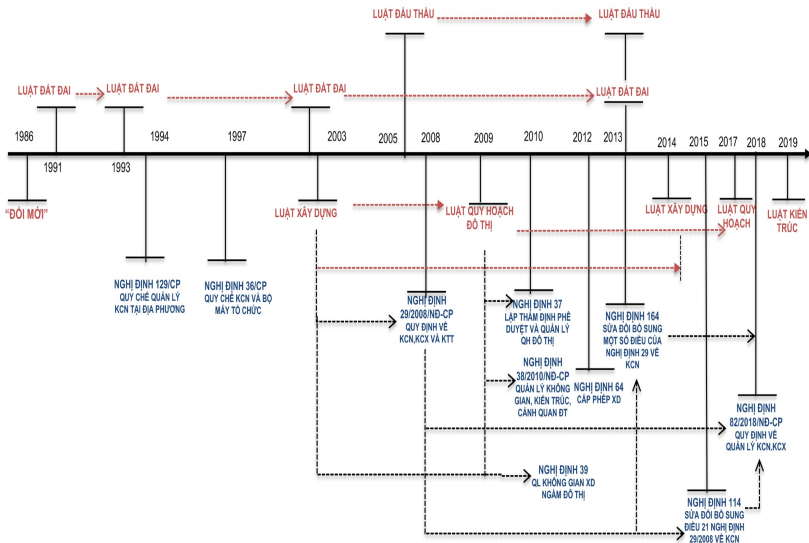 LUẬT ĐẤU THẦU
LUẬT ĐẤU THẦU
LUẬT ĐẤT ĐAI
LUẬT ĐẤT ĐAI
LUẬT ĐẤT ĐAI
LUẬT ĐẤT ĐAI
1986
1994
1997
2003
2005
2008
2009
2010
2012
2013
2014
2015
2017
2018
2019
1991
1993
“ĐỔI MỚI”
LUẬT XÂY DỰNG
LUẬT QUY HOẠCH
ĐÔ THỊ
LUẬT XÂY DỰNG
LUẬT QUY
HOẠCH
LUẬT KIẾN
TRÚC
NGHỊ ĐỊNH 129/CP
QUY CHẾ QUẢN LÝ
KCN TẠI ĐỊA PHƯƠNG
NGHỊ ĐỊNH 36/CP
QUY CHẾ KCN VÀ BỘ
MÁY TỔ CHỨC
NGHỊ ĐỊNH
29/2008/NĐ-CP
QUY ĐỊNH VỀ
KCN,KCX VÀ KTT
NGHỊ ĐỊNH 37
LẬP THẨM ĐỊNH PHÊ
DUYỆT VÀ QUẢN LÝ
QH ĐÔ THỊ
NGHỊ ĐỊNH 164
SỬA ĐỔI BỔ SUNG
MỘT SỐ ĐIỀU CỦA
NGHỊ ĐỊNH 29 VỀ
KCN
NGHỊ ĐỊNH
38/2010/NĐ-CP
QUẢN LÝ KHÔNG
GIAN, KIẾN TRÚC,
CẢNH QUAN ĐT
NGHỊ ĐỊNH 64
CẤP PHÉP XD
NGHỊ ĐỊNH
82/2018/NĐ-CP
QUY ĐỊNH VỀ
QUẢN LÝ KCN,KCX
NGHỊ ĐỊNH 39
QL KHÔNG GIAN XD
NGẦM ĐÔ THỊ
NGHỊ ĐỊNH 114
SỬA ĐỔI BỔ SUNG
ĐIỀU 21 NGHỊ ĐỊNH
29/2008 VỀ KCN